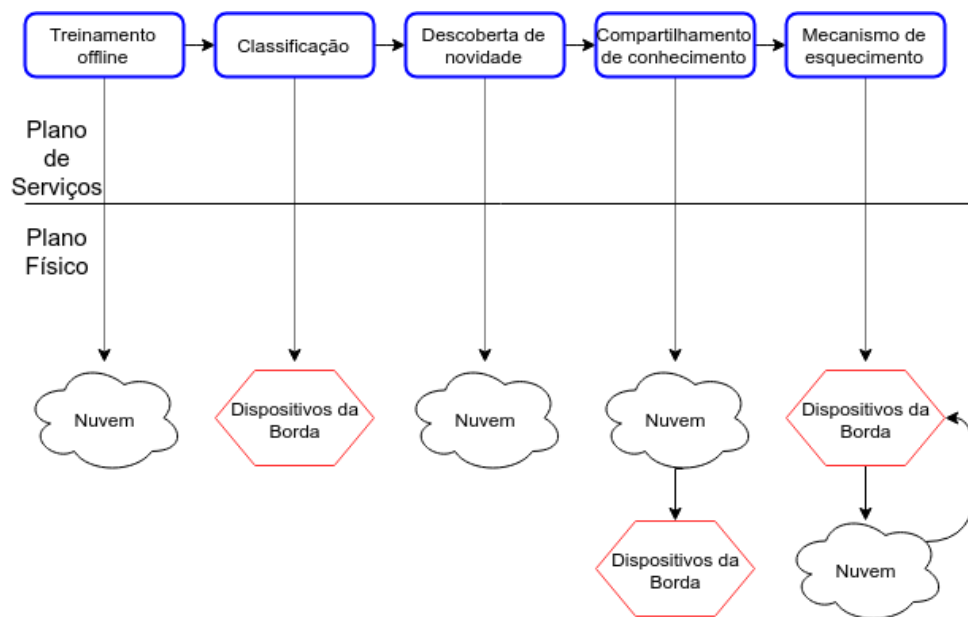 Treinamento
offline
Classificação
Descoberta de
novidade
Compartilhamento
de conhecimento
Mecanismo de
esquecimento
Plano
de
Serviços
Plano
Físico
Nuvem
Dispositivos da
Borda
Nuvem
Nuvem
Dispositivos da
Borda
Dispositivos da
Borda
Nuvem